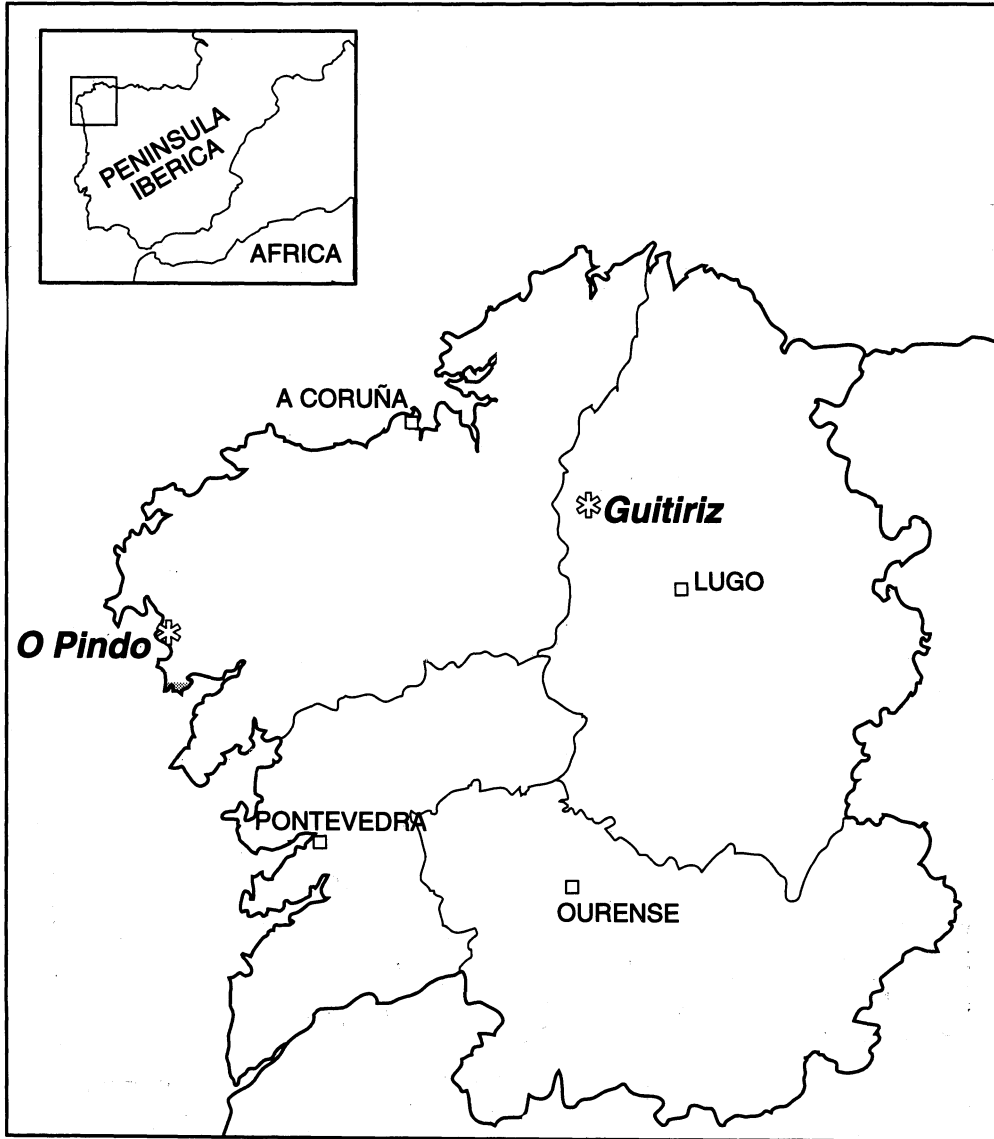 PENINSULA
IBERICA
AFRICA
A CORUÑA
Guitiriz
LUGO
O Pindo
PONTEVEDRA
OURENSE